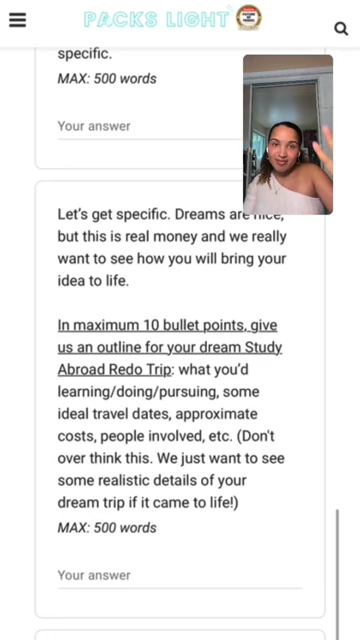 PACKS LIGHT
specific.
MAX: 500 words
Your answer
Let's get specific. Dreams are nice,
but this is real money and we really
want to see how you will bring your
idea to life.
In maximum 10 bullet points, give
us an outline for your dream Study
Abroad Redo Trip: what you'd
learning/doing/pursuing, some
ideal travel dates, approximate
costs, people involved, etc. (Don't
over think this. We just want to see
some realistic details of your
dream trip if it came to life!)
MAX: 500 words
Your answer